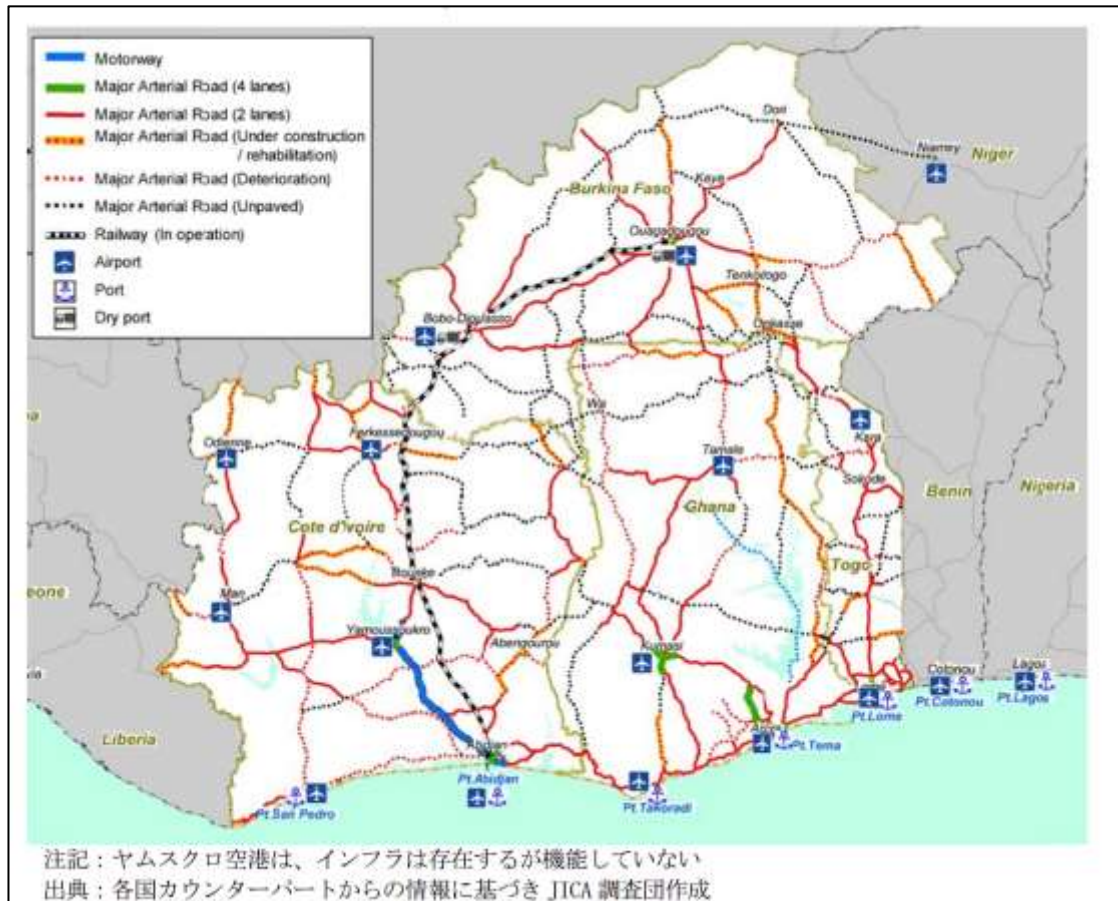 Motorway
Major Arterial Road (4 lanes)
Major Arterial Road (2 lanes)
Major Arterial Road (Under construction
/ rehabilitation)
Major Arterial Road (Deterioration)
Major Arterial Road (Unpaved)
Railway (In operation)
Airport
Port
Dry port
Dori
Niamey
Niger
Kaya
Burkina Faso
Ouagadougou
Tenkodogo
Bobo-Dioulasso
Wa
Kara
Odienne
Ferkessedougou
Tamale
Sokode
Benin
Nigeria
Ghana
Cote d'Ivoire
Togo
Bouake
eone
Man
Yamoussoukro
Abengourou
Kumasi
Cotonou
Lagos
Pt.Lome
Pt.Cotonou
Pt.Lagos
Liberia
Abidjan
Accra
Pt.Tema
Pt.Abidjan
Pt.San Pedro
Pt.Takoradi
注記：ヤムスクロ空港は、インフラは存在するが機能していない
出典：各国カウンターパートからの情報に基づき JICA 調査団作成